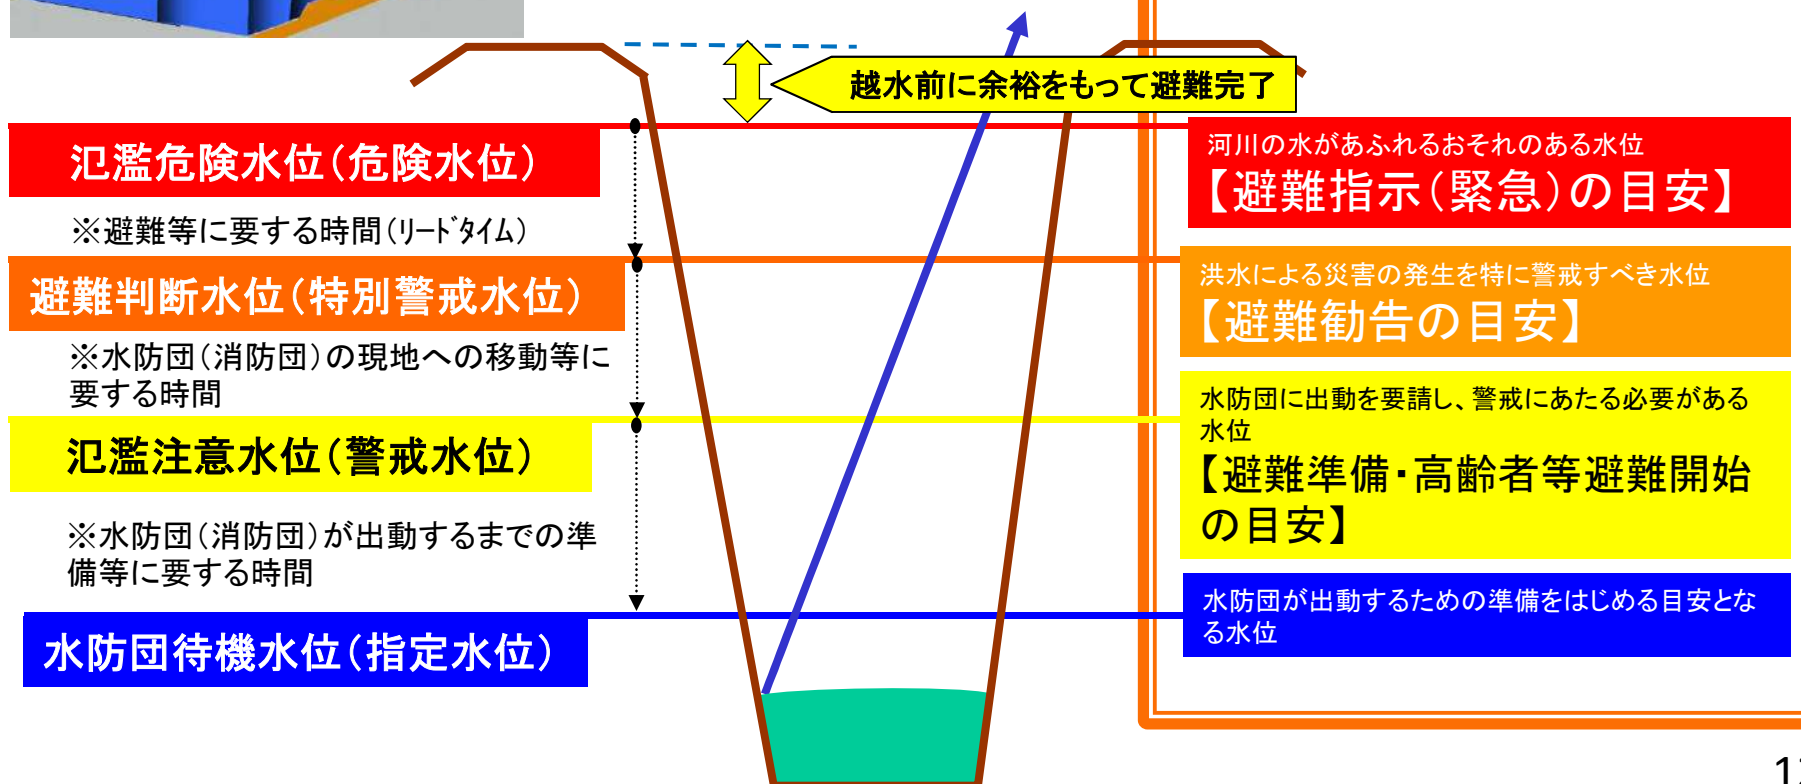 越水前に余裕をもって避難完了
氾濫危険水位(危険水位)
※避難等に要する時間(ﾘｰﾄﾞﾀｲﾑ)
避難判断水位(特別警戒水位)
※水防団(消防団)の現地への移動等に
要する時間
氾濫注意水位(警戒水位)
※水防団(消防団)が出動するまでの準
備等に要する時間
水防団待機水位(指定水位)
河川の水があふれるおそれのある水位
【避難指示(緊急)の目安】
洪水による災害の発生を特に警戒すべき水位
【避難勧告の目安】
水防団に出動を要請し、警戒にあたる必要がある
水位
【避難準備・高齢者等避難開始
の目安】
水防団が出動するための準備をはじめる目安とな
る水位